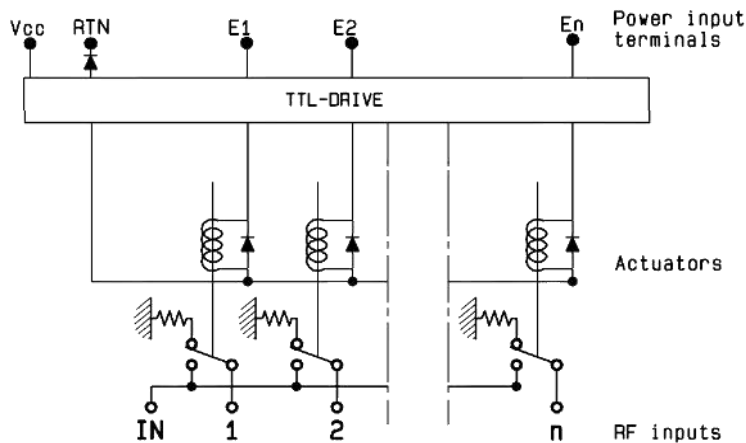 Vcc RTN E1 E2 En Power input
terminals
TTL-DRIVE
Actuators
IN 1 2 n RF inputs